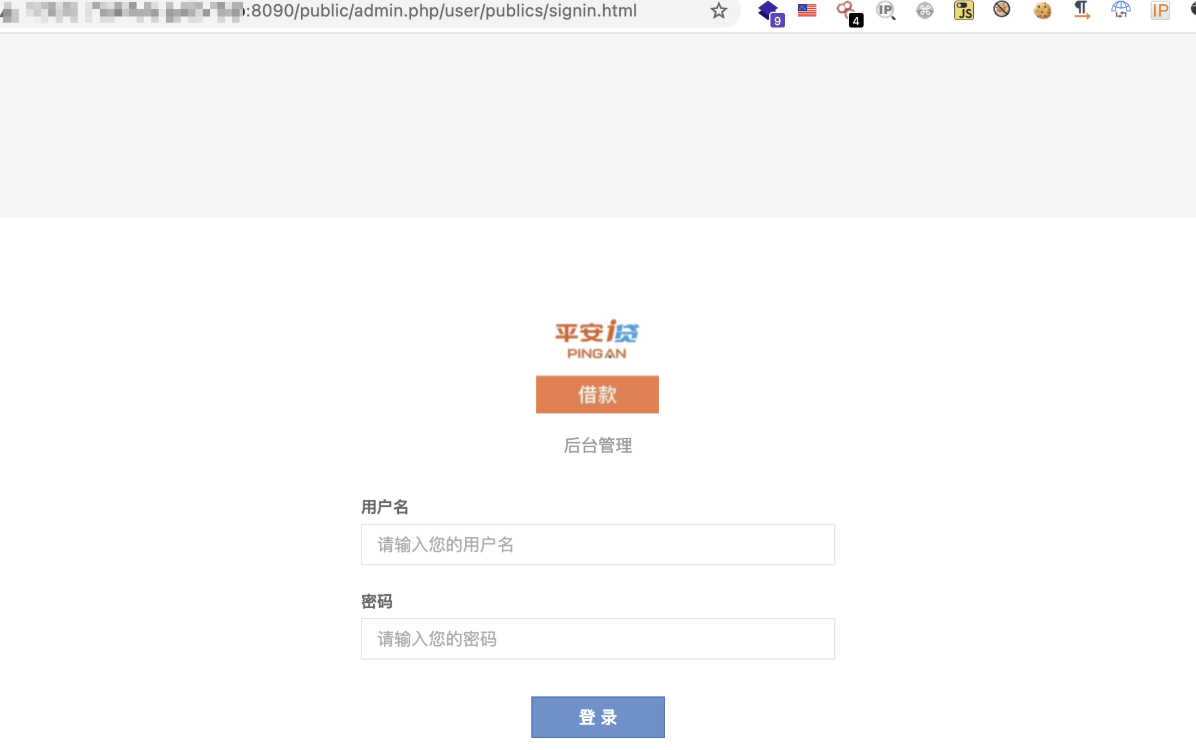 :8090/public/admin.php/user/publics/signin.html
9
4
IP
JS
IP
平安i贷
PINGAN
借款
后台管理
用户名
请输入您的用户名
密码
请输入您的密码
登 录